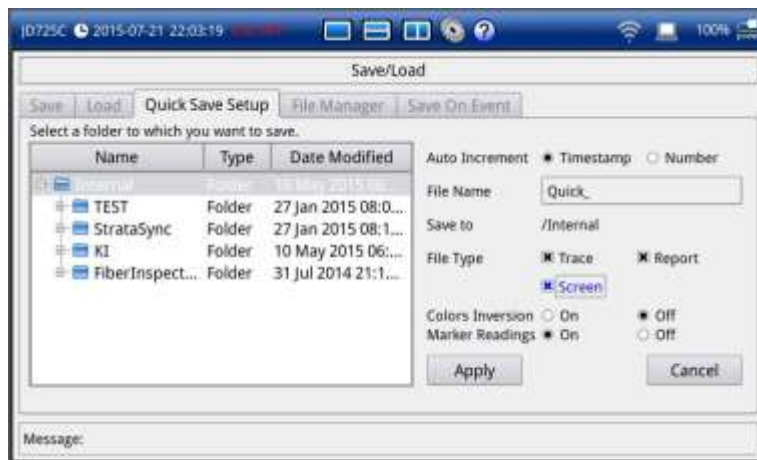 JD725C 2015-07-21 22:03:19 100%
Save/Load
Save Load Quick Save Setup File Manager Save On Event
Select a folder to which you want to save.
Name Type Date Modified
Internal Folder
TEST Folder 27 Jan 2015 08:0...
StrataSync Folder 27 Jan 2015 08:1...
KI Folder 10 May 2015 06:...
FiberInspect... Folder 31 Jul 2014 21:1...
Auto Increment Timestamp Number
File Name Quick_
Save to /Internal
File Type Trace Report
Screen
Colors Inversion On Off
Marker Readings On Off
Apply Cancel
Message: